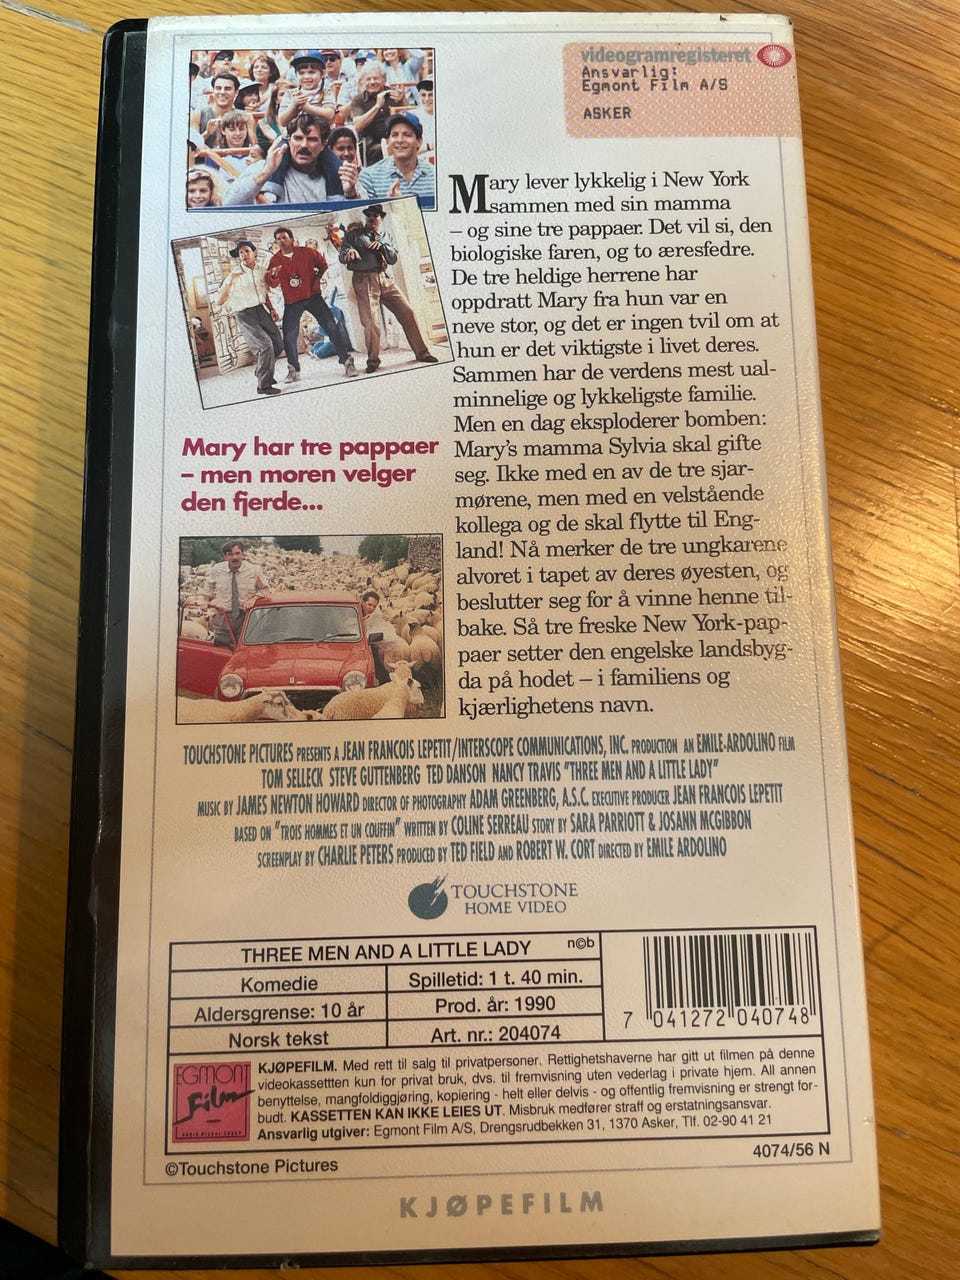 videogramregisteret
Ansvarlig:
Egmont Film A/S
ASKER
Mary lever lykkelig i New York
sammen med sin mamma
– og sine tre pappaer. Det vil si, den
biologiske faren, og to æresfedre.
De tre heldige herrene har
oppdratt Mary fra hun var en
neve stor, og det er ingen tvil om at
hun er det viktigste i livet deres.
Sammen har de verdens mest ual-
minnelige og lykkeligste familie.
Men en dag eksploderer bomben:
Mary's mamma Sylvia skal gifte
seg. Ikke med en av de tre sjar-
mørene, men med en velstående
kollega og de skal flytte til Eng-
land! Nå merker de tre ungkarene
alvoret i tapet av deres øyesten, og
beslutter seg for å vinne henne til-
bake. Så tre freske New York-pap-
paer setter den engelske landsbyg-
da på hodet – i familiens og
kjærlighetens navn.
Mary har tre pappaer
– men moren velger
den fjerde...
TOUCHSTONE PICTURES PRESENTS A JEAN FRANCOIS LEPETIT/INTERSCOPE COMMUNICATIONS, INC. PRODUCTION AN EMILE-ARDOLINO FILM
TOM SELLECK STEVE GUTTENBERG TED DANSON NANCY TRAVIS "THREE MEN AND A LITTLE LADY"
MUSIC BY JAMES NEWTON HOWARD DIRECTOR OF PHOTOGRAPHY ADAM GREENBERG, A.S.C. EXECUTIVE PRODUCER JEAN FRANCOIS LEPETIT
BASED ON "TROIS HOMMES ET UN COUFFIN" WRITTEN BY COLINE SERREAU STORY BY SARA PARRIOTT & JOSANN MCGIBBON
SCREENPLAY BY CHARLIE PETERS PRODUCED BY TED FIELD AND ROBERT W. CORT DIRECTED BY EMILE ARDOLINO
TOUCHSTONE
HOME VIDEO
THREE MEN AND A LITTLE LADY n©b
Komedie Spilletid: 1 t. 40 min.
Aldersgrense: 10 år Prod. år: 1990
Norsk tekst Art. nr.: 204074
7 041272 040748
EGMONT
Film
KJØPEFILM. Med rett til salg til privatpersoner. Rettighetshaverne har gitt ut filmen på denne
videokassettten kun for privat bruk, dvs. til fremvisning uten vederlag i private hjem. All annen
benyttelse, mangfoldiggjøring, kopiering - helt eller delvis - og offentlig fremvisning er strengt for-
budt. KASSETTEN KAN IKKE LEIES UT. Misbruk medfører straff og erstatningsansvar.
Ansvarlig utgiver: Egmont Film A/S, Drengsrudbekken 31, 1370 Asker, Tlf. 02-90 41 21
4074/56 N
©Touchstone Pictures
KJØPEFILM